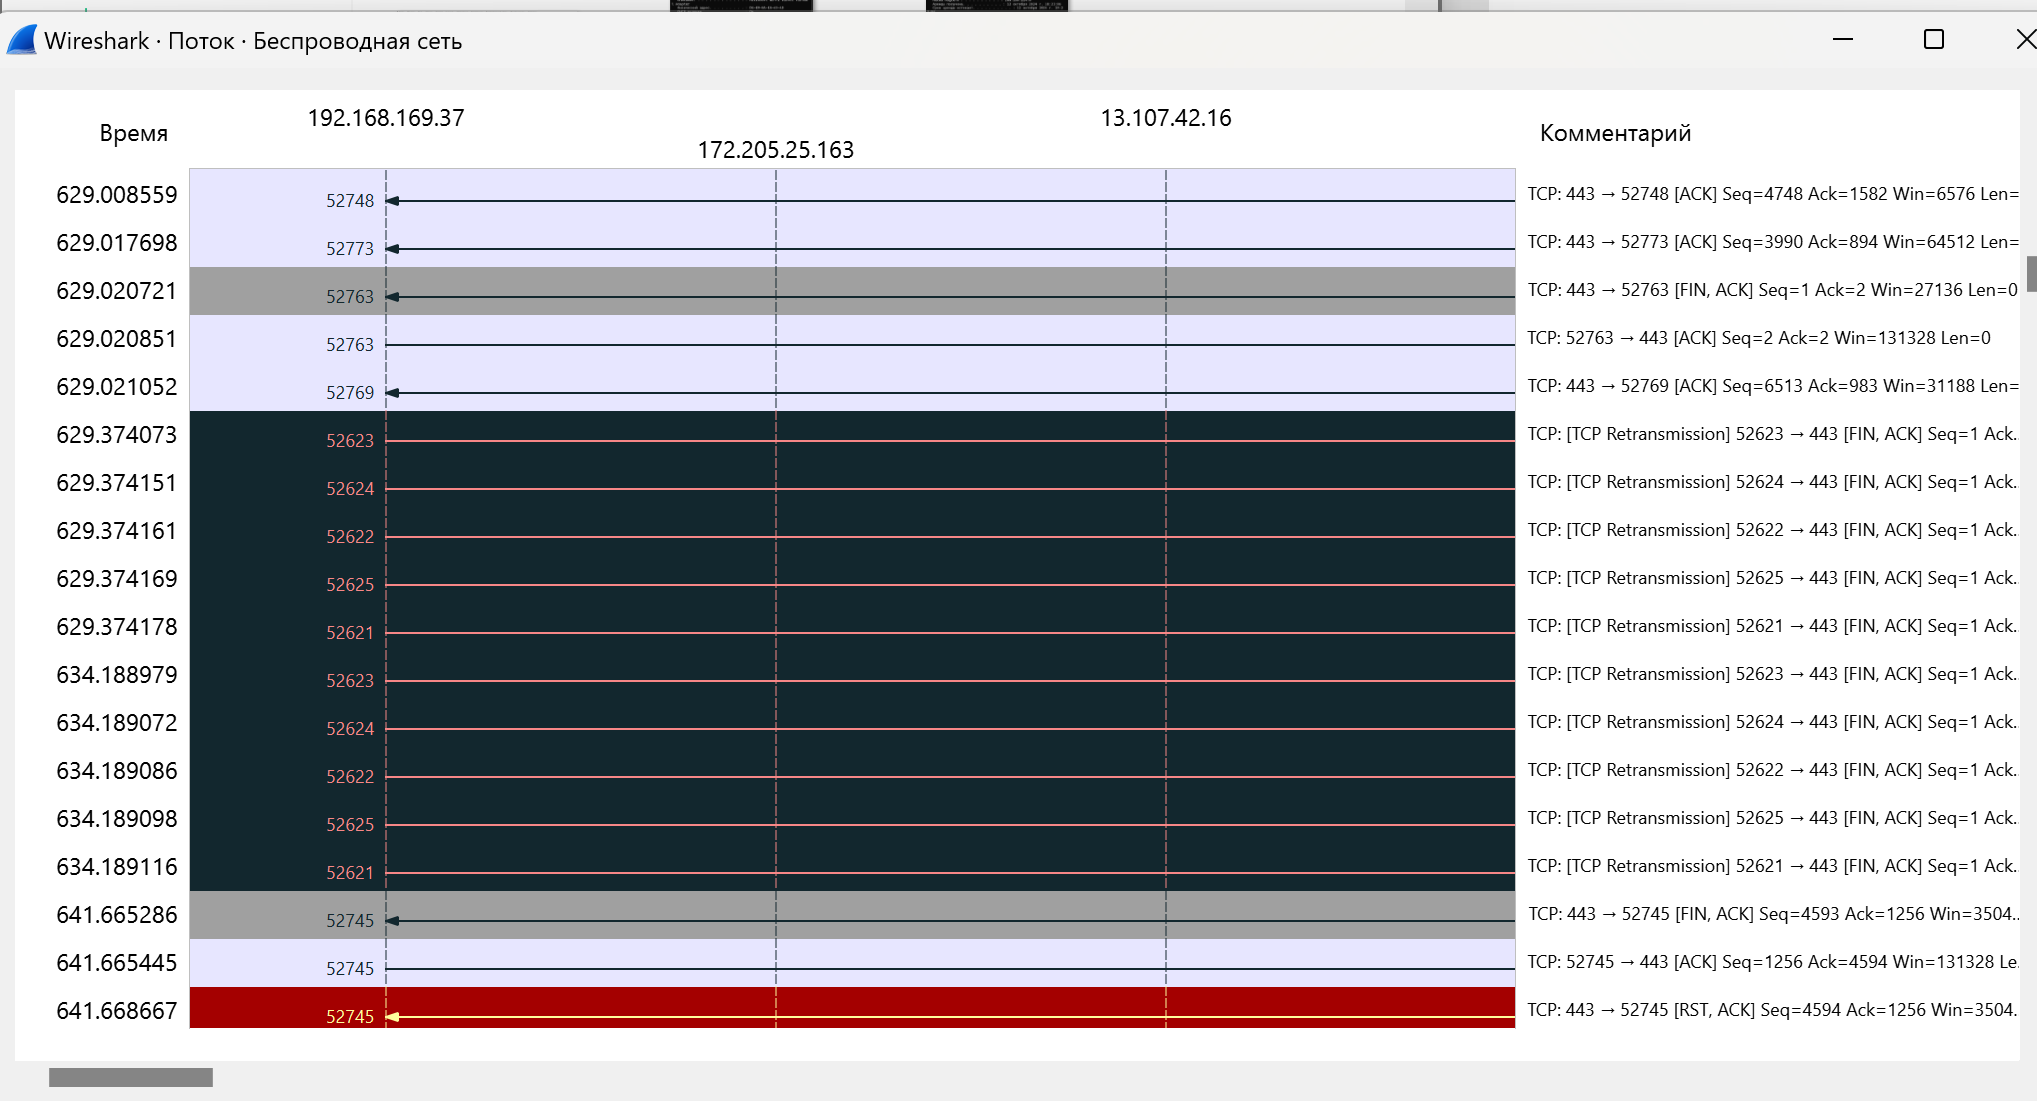 Wireshark · Поток · Беспроводная сеть
Время
192.168.169.37
172.205.25.163
13.107.42.16
Комментарий
629.008559 52748 TCP: 443 → 52748 [ACK] Seq=4748 Ack=1582 Win=6576 Len=
629.017698 52773 TCP: 443 → 52773 [ACK] Seq=3990 Ack=894 Win=64512 Len=
629.020721 52763 TCP: 443 → 52763 [FIN, ACK] Seq=1 Ack=2 Win=27136 Len=0
629.020851 52763 TCP: 52763 → 443 [ACK] Seq=2 Ack=2 Win=131328 Len=0
629.021052 52769 TCP: 443 → 52769 [ACK] Seq=6513 Ack=983 Win=31188 Len=
629.374073 52623 TCP: [TCP Retransmission] 52623 → 443 [FIN, ACK] Seq=1 Ack..
629.374151 52624 TCP: [TCP Retransmission] 52624 → 443 [FIN, ACK] Seq=1 Ack..
629.374161 52622 TCP: [TCP Retransmission] 52622 → 443 [FIN, ACK] Seq=1 Ack..
629.374169 52625 TCP: [TCP Retransmission] 52625 → 443 [FIN, ACK] Seq=1 Ack..
629.374178 52621 TCP: [TCP Retransmission] 52621 → 443 [FIN, ACK] Seq=1 Ack..
634.188979 52623 TCP: [TCP Retransmission] 52623 → 443 [FIN, ACK] Seq=1 Ack..
634.189072 52624 TCP: [TCP Retransmission] 52624 → 443 [FIN, ACK] Seq=1 Ack..
634.189086 52622 TCP: [TCP Retransmission] 52622 → 443 [FIN, ACK] Seq=1 Ack..
634.189098 52625 TCP: [TCP Retransmission] 52625 → 443 [FIN, ACK] Seq=1 Ack..
634.189116 52621 TCP: [TCP Retransmission] 52621 → 443 [FIN, ACK] Seq=1 Ack..
641.665286 52745 TCP: 443 → 52745 [FIN, ACK] Seq=4593 Ack=1256 Win=3504..
641.665445 52745 TCP: 52745 → 443 [ACK] Seq=1256 Ack=4594 Win=131328 Le.
641.668667 52745 TCP: 443 → 52745 [RST, ACK] Seq=4594 Ack=1256 Win=3504.